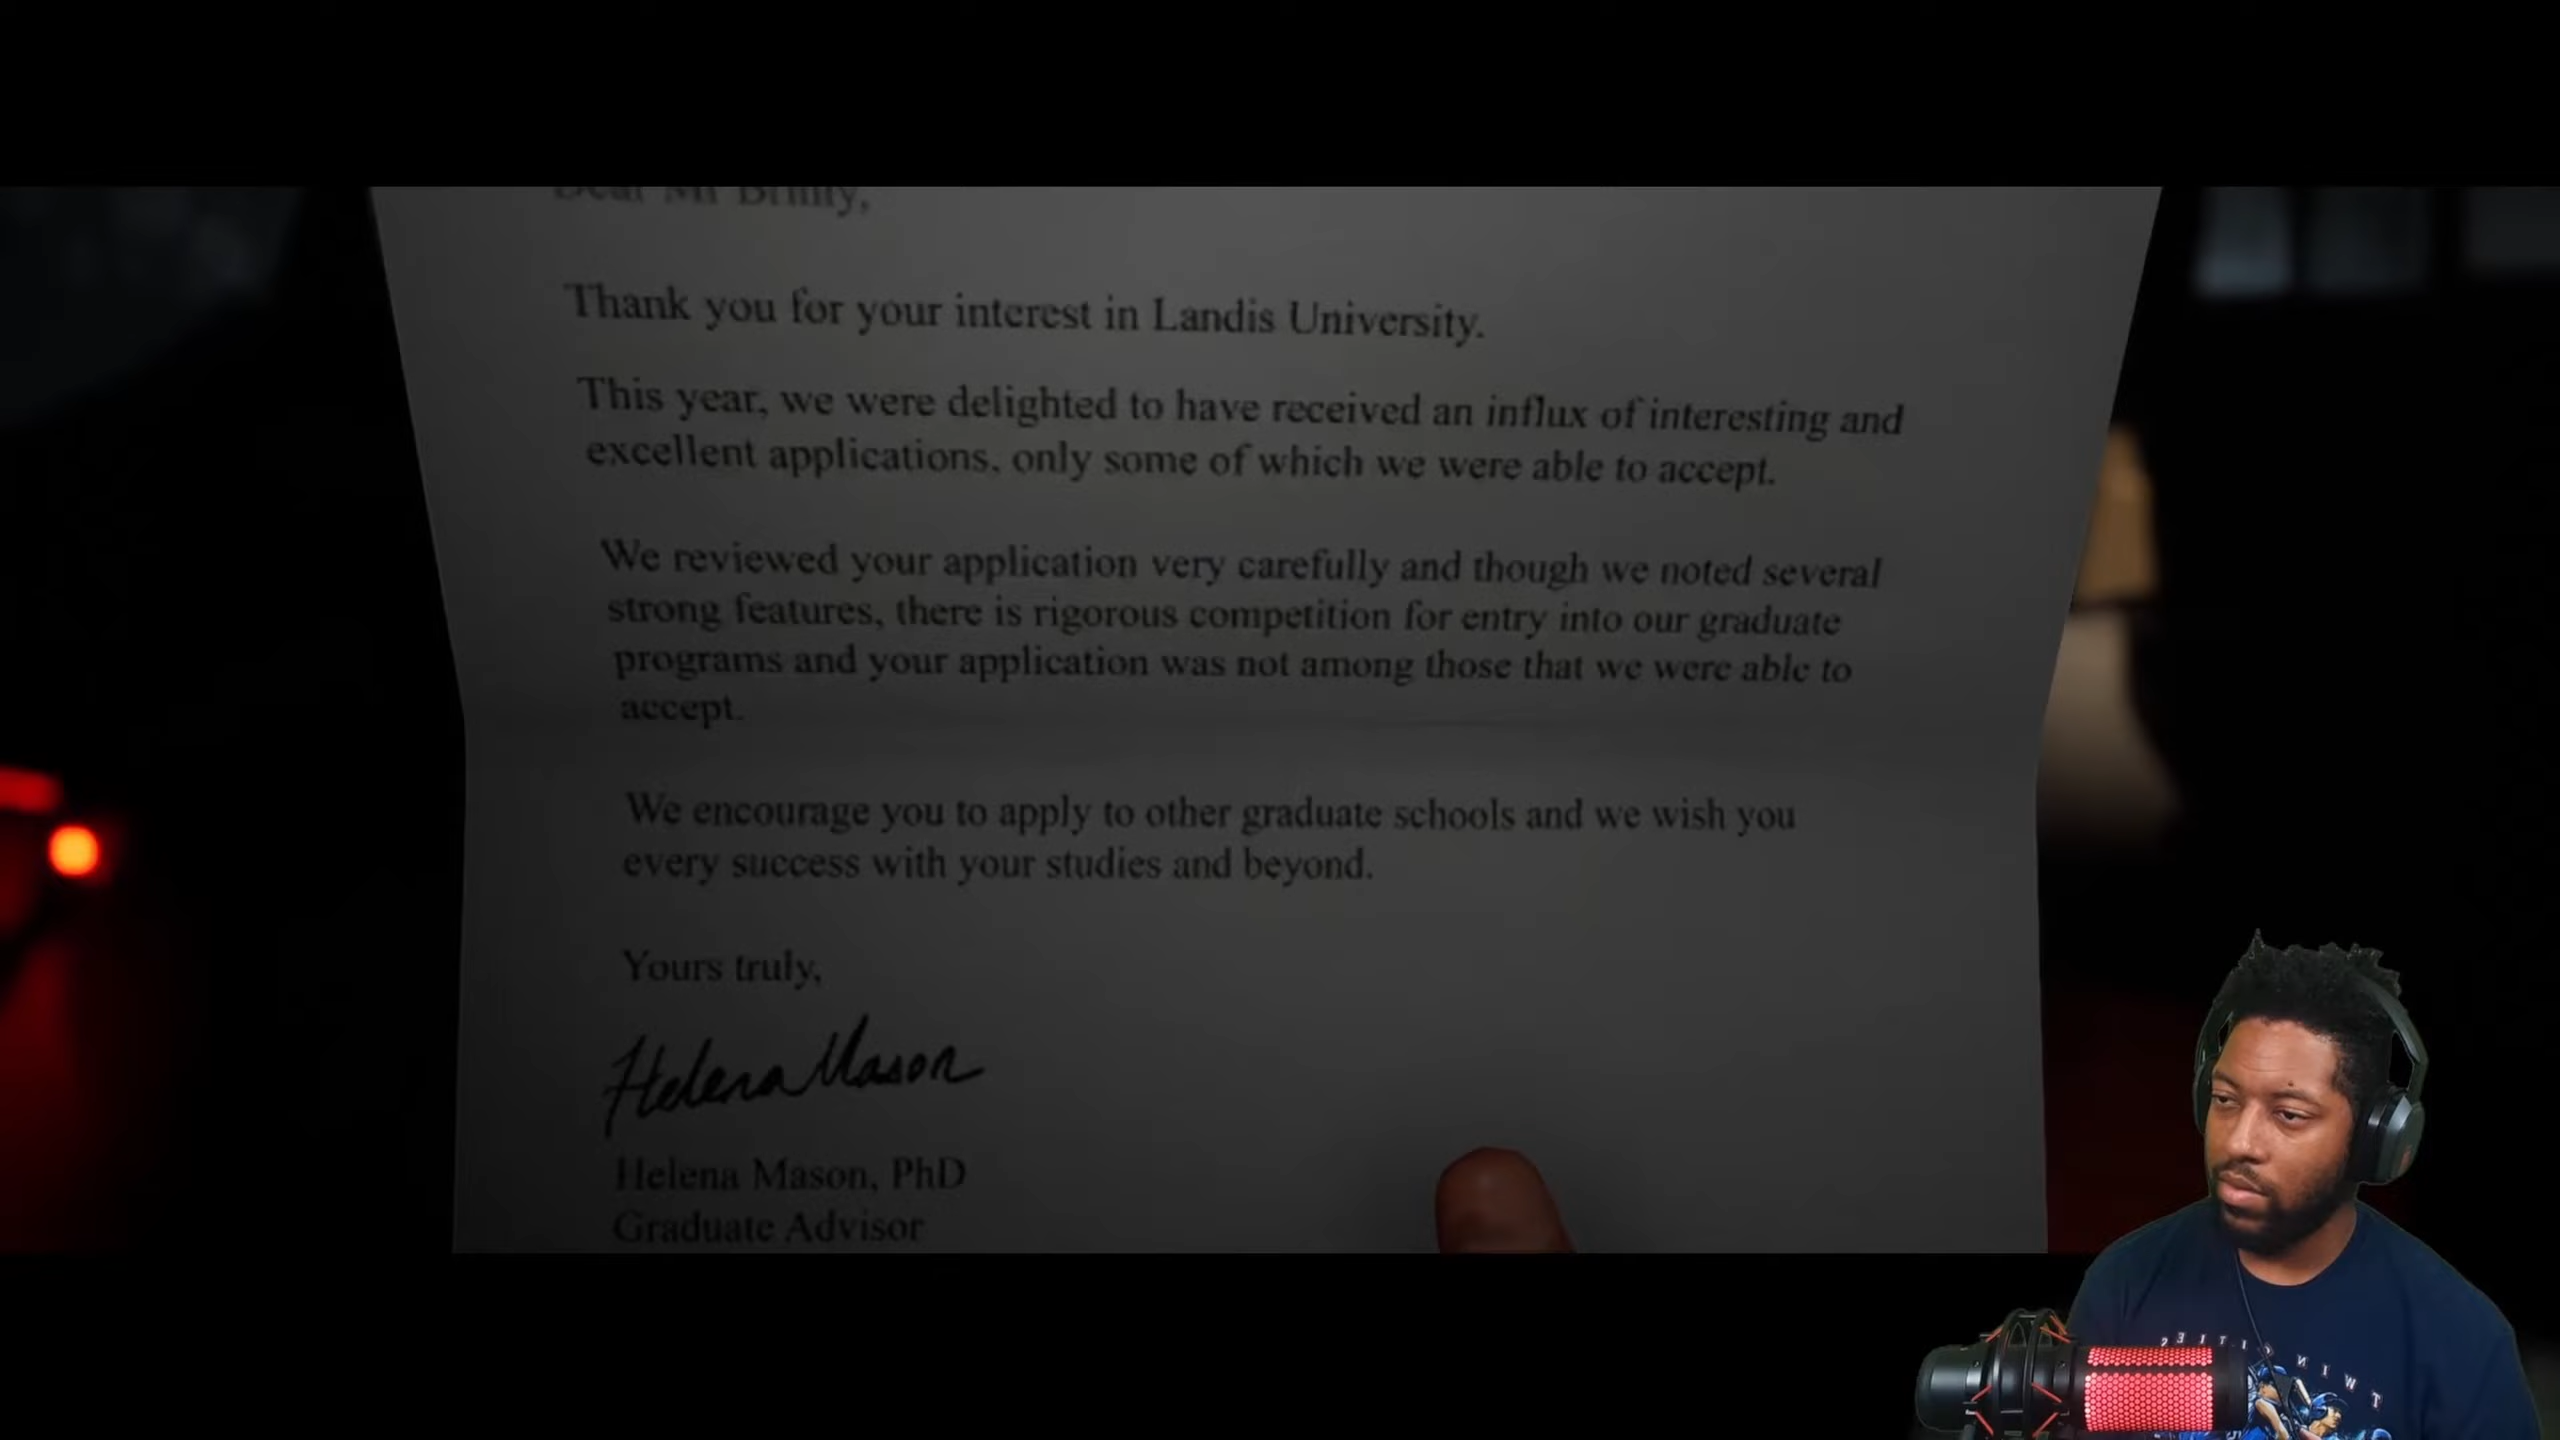 Dear Mr
Thank you for your interest in Landis University.
This year, we were delighted to have received an influx of interesting and
excellent applications, only some of which we were able to accept.
We reviewed your application very carefully and though we noted several
strong features, there is rigorous competition for entry into our graduate
programs and your application was not among those that we were able to
accept.
We encourage you to apply to other graduate schools and we wish you
every success with your studies and beyond.
Yours truly,
Helena Mason
Helena Mason, PhD
Graduate Advisor
TWIN CITIES